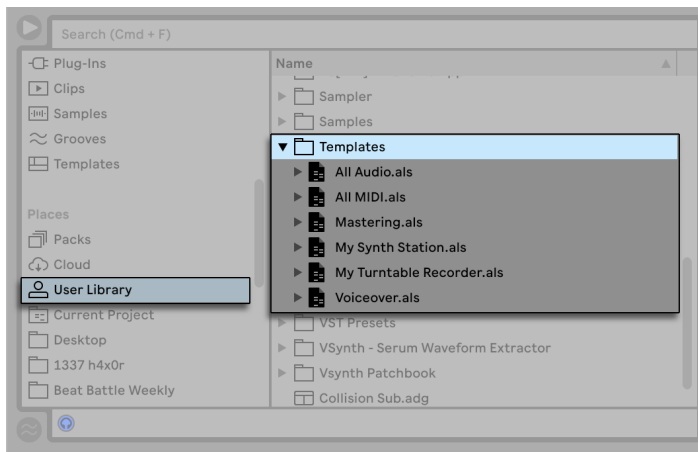 Search (Cmd + F)
Plug-Ins
Clips
Samples
Grooves
Templates
Places
Packs
Cloud
User Library
Current Project
Desktop
1337 h4x0r
Beat Battle Weekly
Name
Sampler
Samples
Templates
All Audio.als
All MIDI.als
Mastering.als
My Synth Station.als
My Turntable Recorder.als
Voiceover.als
VST Presets
VSynth - Serum Waveform Extractor
Vsynth Patchbook
Collision Sub.adg